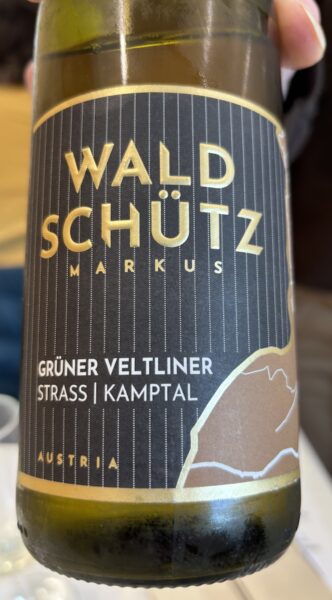 WALD
SCHÜTZ
MARKUS
GRÜNER VELTLINER
STRASS | KAMPTAL
AUSTRIA